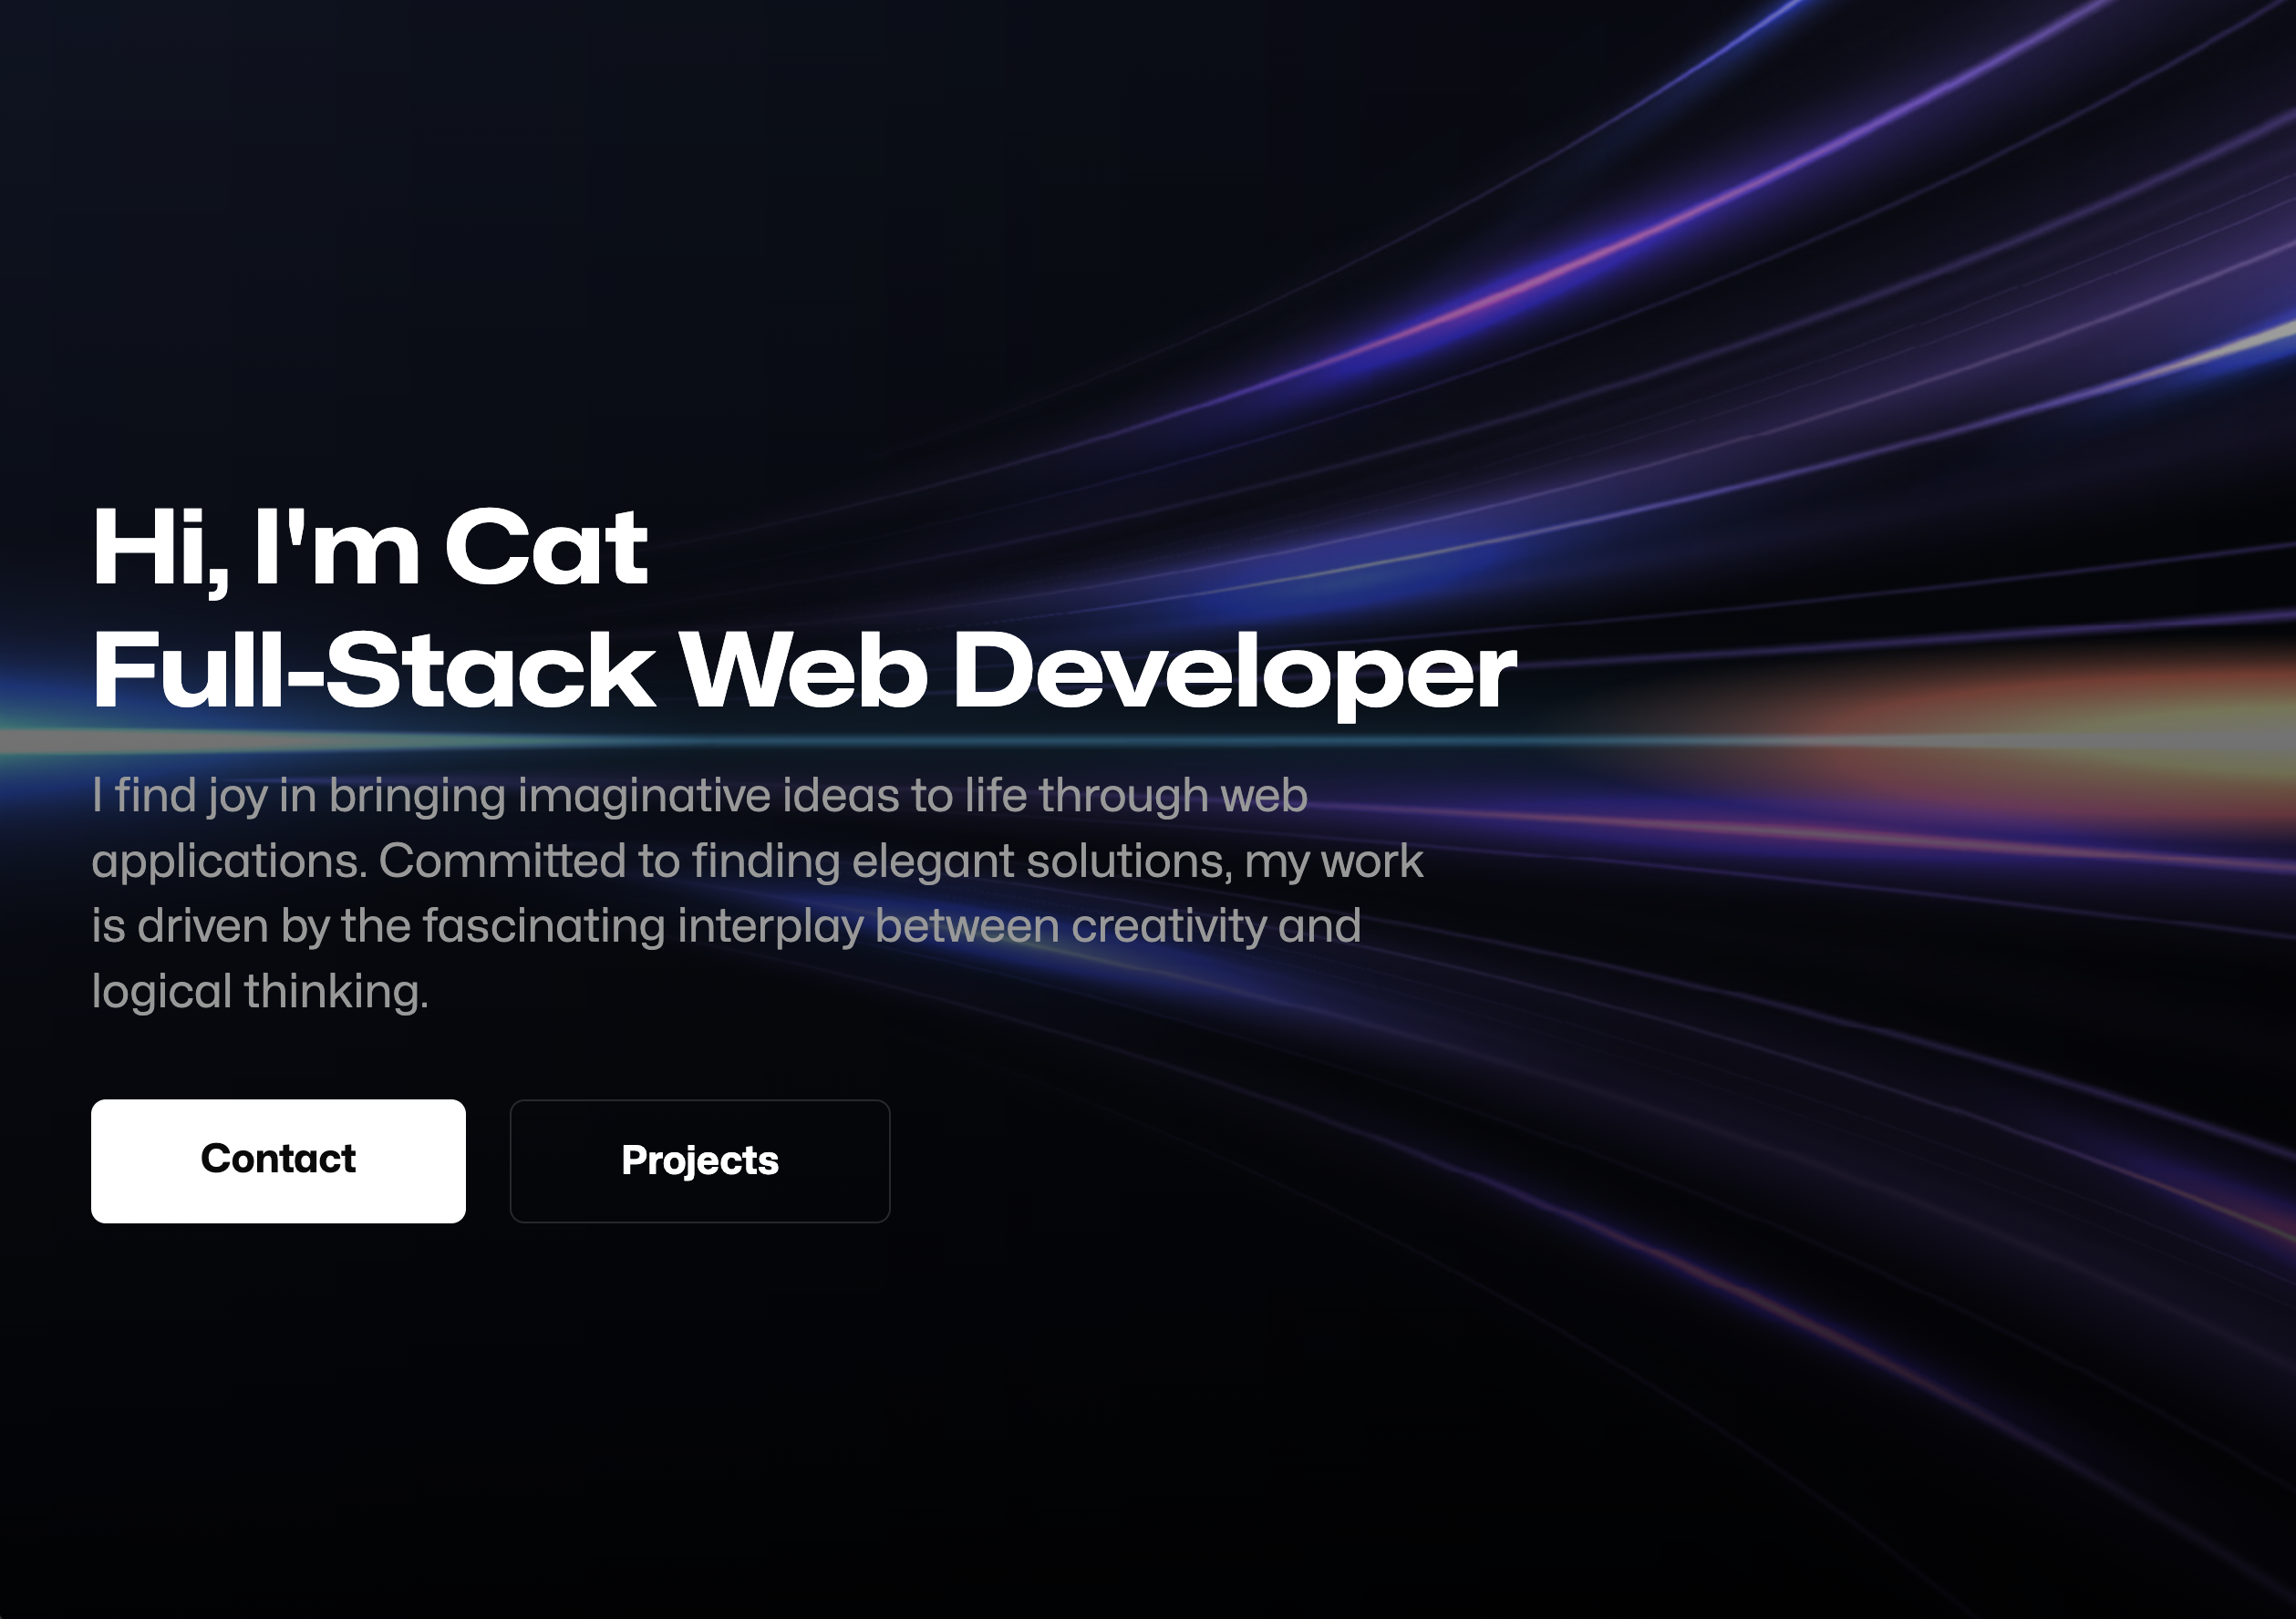 Hi, I'm Cat
Full-Stack Web Developer
I find joy in bringing imaginative ideas to life through web
applications. Committed to finding elegant solutions, my work
is driven by the fascinating interplay between creativity and
logical thinking.
Contact
Projects